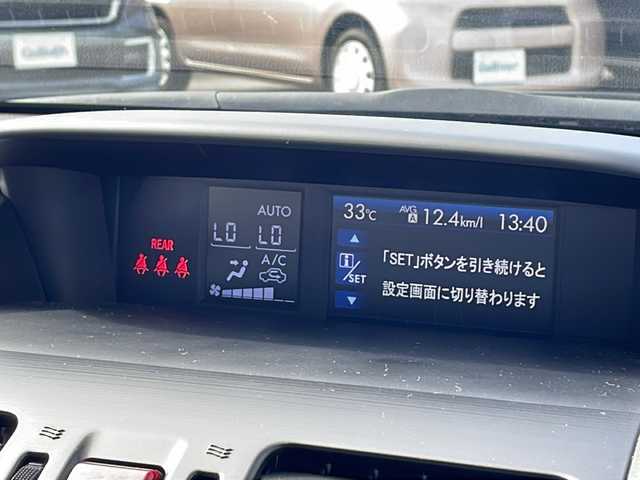 REAR
AUTO
LO LO
A/C
33℃ AVG A 12.4km/l 13:40
i/SET
「SET」ボタンを引き続けると
設定画面に切り替わります